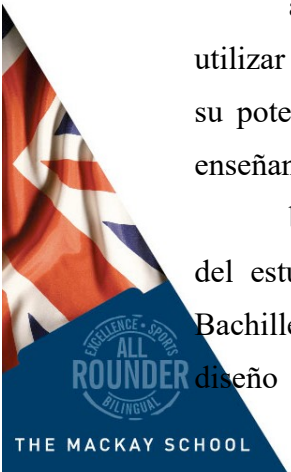 utilizar
su pote
enseñan
del estu
Bachille
diseño
EXCELLENCE · SPORTS
ALL
ROUNDER
BILINGUAL
THE MACKAY SCHOOL